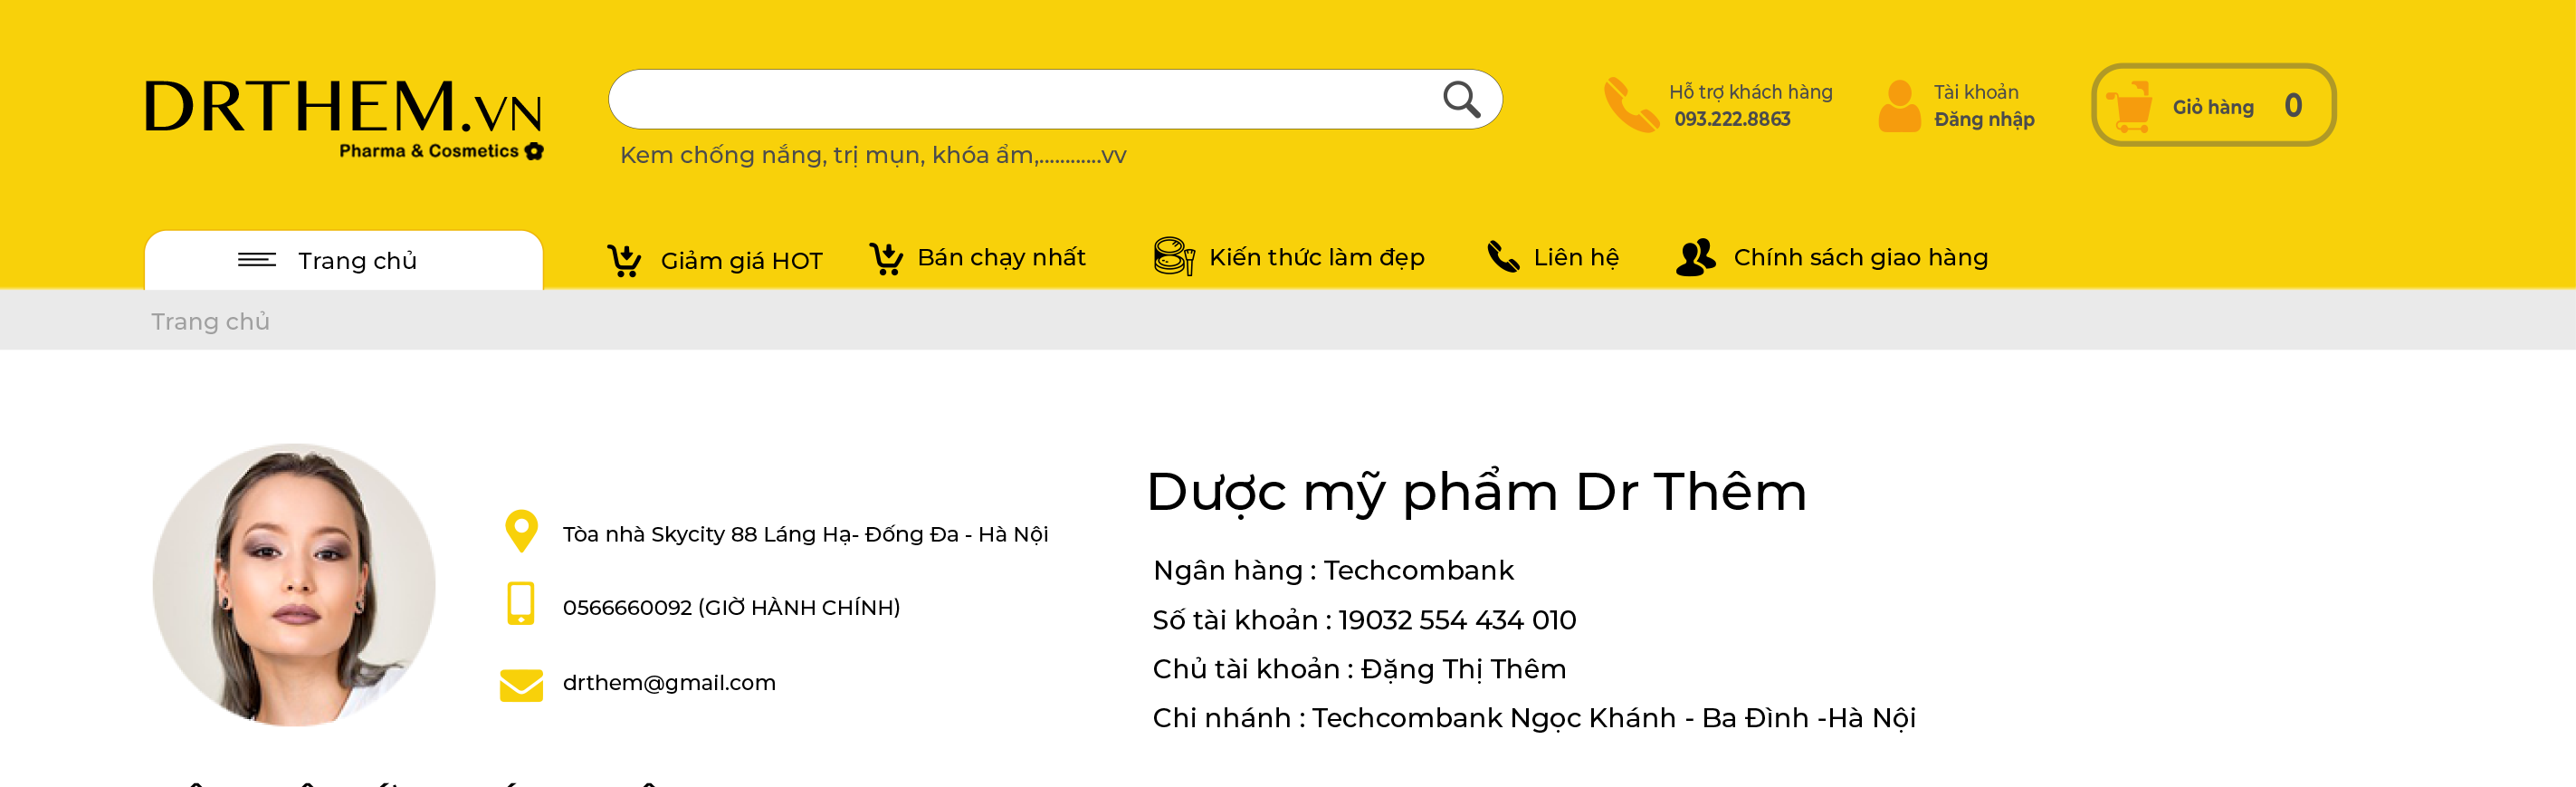 DRTHEM.VN
Pharma & Cosmetics
Kem chống nắng, trị mụn, khóa ẩm,............vv
Hỗ trợ khách hàng
093.222.8863
Tài khoản
Đăng nhập
Giỏ hàng 0
Trang chủ
Giảm giá HOT
Bán chạy nhất
Kiến thức làm đẹp
Liên hệ
Chính sách giao hàng
Trang chủ
Tòa nhà Skycity 88 Láng Hạ- Đống Đa - Hà Nội
0566660092 (GIỜ HÀNH CHÍNH)
drthem@gmail.com
Dược mỹ phẩm Dr Thêm
Ngân hàng : Techcombank
Số tài khoản : 19032 554 434 010
Chủ tài khoản : Đặng Thị Thêm
Chi nhánh : Techcombank Ngọc Khánh - Ba Đình -Hà Nội